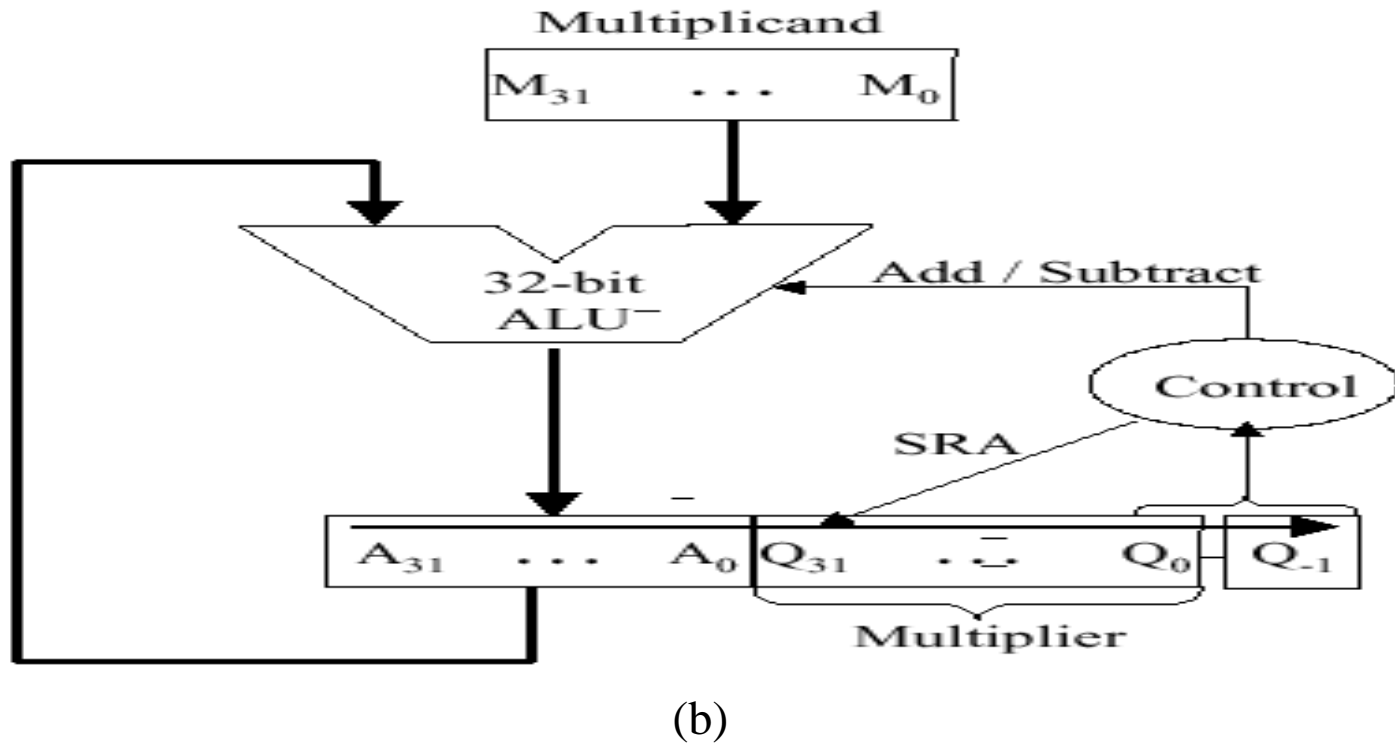 Multiplicand
M₃₁ ... M₀
32-bit
ALU
Add / Subtract
Control
SRA
A₃₁ ... A₀ Q₃₁ ... Q₀ Q₋₁
Multiplier
(b)